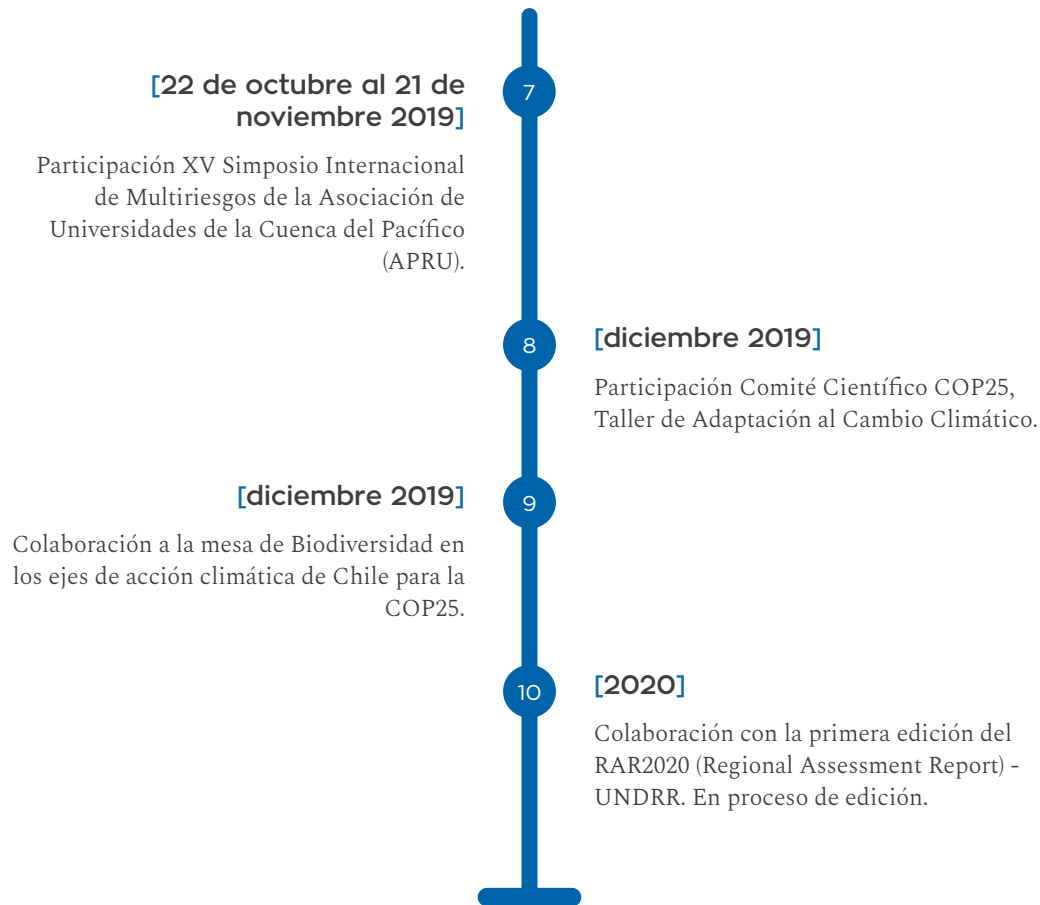 7
[22 de octubre al 21 de
noviembre 2019]
Participación XV Simposio Internacional
de Multiriesgos de la Asociación de
Universidades de la Cuenca del Pacífico
(APRU).
8
[diciembre 2019]
Participación Comité Científico COP25,
Taller de Adaptación al Cambio Climático.
9
[diciembre 2019]
Colaboración a la mesa de Biodiversidad en
los ejes de acción climática de Chile para la
COP25.
10
[2020]
Colaboración con la primera edición del
RAR2020 (Regional Assessment Report) -
UNDRR. En proceso de edición.